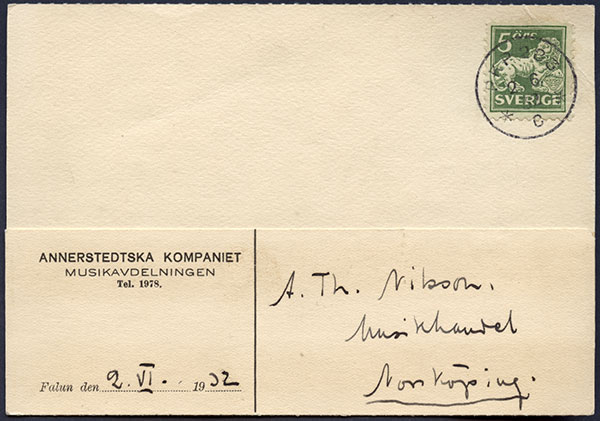 5 ÖRE
SVERIGE
ANNERSTEDTSKA KOMPANIET
MUSIKAVDELNINGEN
Tel. 1978.
Falun den 2. VI. 1932
A. Th. Nilsson.
Musikhandel
Norrköping.